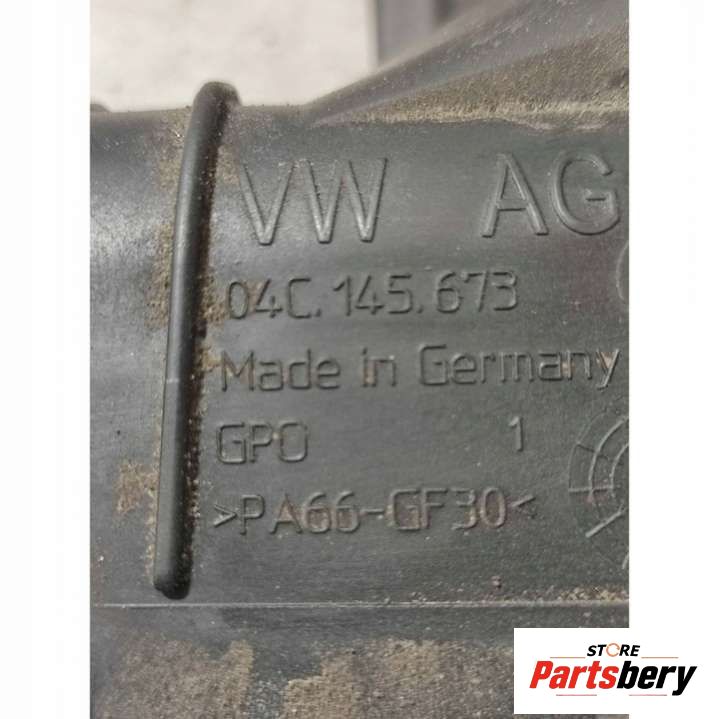 VW AG
04C.145.673
Made in Germany
GPO 1
>PA66-GF30<
STORE
Partsbery